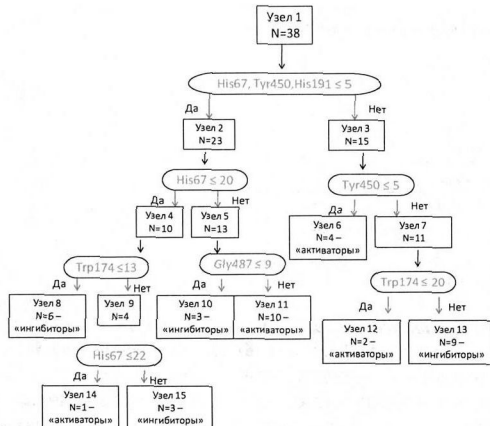 Узел 1
N=38
His67, Tyr450,His191 ≤ 5
Да
Нет
Узел 2
N=23
Узел 3
N=15
His67 ≤ 20
Tyr450 ≤ 5
Да
Нет
Да
Нет
Узел 4
N=10
Узел 5
N=13
Узел 6
N=4 –
«активаторы»
Узел 7
N=11
Trp174 ≤13
Gly487 ≤ 9
Trp174 ≤ 20
Да
Нет
Да
Нет
Да
Нет
Узел 8
N=6 –
«ингибиторы»
Узел 9
N=4
Узел 10
N=3 –
«ингибиторы»
Узел 11
N=10 –
«активаторы»
Узел 12
N=2 –
«активаторы»
Узел 13
N=9 –
«ингибиторы»
His67 ≤22
Да
Нет
Узел 14
N=1 –
«активаторы»
Узел 15
N=3 –
«ингибиторы»